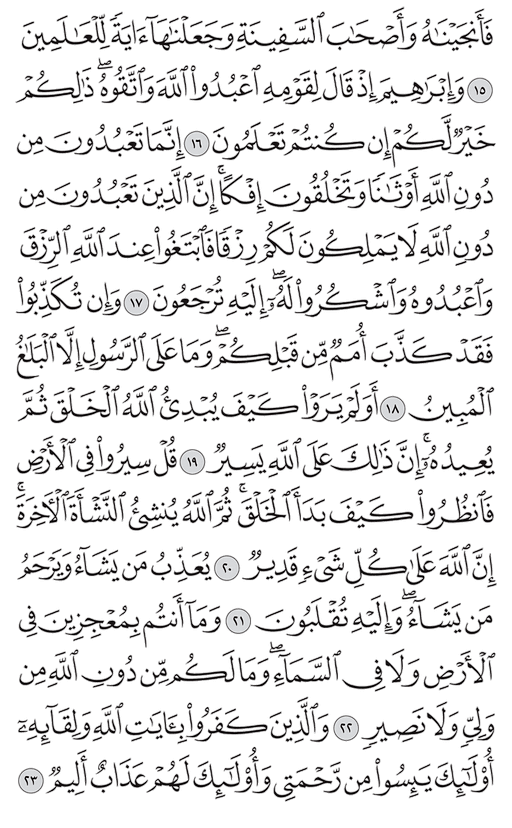 فَأَنجَيْنَٰهُ وَأَصْحَٰبَ ٱلسَّفِينَةِ وَجَعَلْنَٰهَآ ءَايَةً لِّلْعَٰلَمِينَ
١٥ وَإِبْرَٰهِيمَ إِذْ قَالَ لِقَوْمِهِ ٱعْبُدُوا۟ ٱللَّهَ وَٱتَّقُوهُ ۖ ذَٰلِكُمْ
خَيْرٌ لَّكُمْ إِن كُنتُمْ تَعْلَمُونَ ١٦ إِنَّمَا تَعْبُدُونَ مِن
دُونِ ٱللَّهِ أَوْثَٰنًا وَتَخْلُقُونَ إِفْكًا ۚ إِنَّ ٱلَّذِينَ تَعْبُدُونَ مِن
دُونِ ٱللَّهِ لَا يَمْلِكُونَ لَكُمْ رِزْقًا فَٱبْتَغُوا۟ عِندَ ٱللَّهِ ٱلرِّزْقَ
وَٱعْبُدُوهُ وَٱشْكُرُوا۟ لَهُۥٓ ۖ إِلَيْهِ تُرْجَعُونَ ١٧ وَإِن تُكَذِّبُوا۟
فَقَدْ كَذَّبَ أُمَمٌ مِّن قَبْلِكُمْ ۖ وَمَا عَلَى ٱلرَّسُولِ إِلَّا ٱلْبَلَٰغُ
ٱلْمُبِينُ ١٨ أَوَلَمْ يَرَوْا۟ كَيْفَ يُبْدِئُ ٱللَّهُ ٱلْخَلْقَ ثُمَّ
يُعِيدُهُۥٓ ۚ إِنَّ ذَٰلِكَ عَلَى ٱللَّهِ يَسِيرٌ ١٩ قُلْ سِيرُوا۟ فِى ٱلْأَرْضِ
فَٱنظُرُوا۟ كَيْفَ بَدَأَ ٱلْخَلْقَ ۚ ثُمَّ ٱللَّهُ يُنشِئُ ٱلنَّشْأَةَ ٱلْءَاخِرَةَ ۚ
إِنَّ ٱللَّهَ عَلَىٰ كُلِّ شَىْءٍ قَدِيرٌ ٢٠ يُعَذِّبُ مَن يَشَآءُ وَيَرْحَمُ
مَن يَشَآءُ ۖ وَإِلَيْهِ تُقْلَبُونَ ٢١ وَمَآ أَنتُم بِمُعْجِزِينَ فِى
ٱلْأَرْضِ وَلَا فِى ٱلسَّمَآءِ ۖ وَمَا لَكُم مِّن دُونِ ٱللَّهِ مِن
وَلِىٍّ وَلَا نَصِيرٍ ٢٢ وَٱلَّذِينَ كَفَرُوا۟ بِـَٔايَٰتِ ٱللَّهِ وَلِقَآئِهِۦٓ
أُو۟لَٰٓئِكَ يَئِسُوا۟ مِن رَّحْمَتِى وَأُو۟لَٰٓئِكَ لَهُمْ عَذَابٌ أَلِيمٌ ٢٣